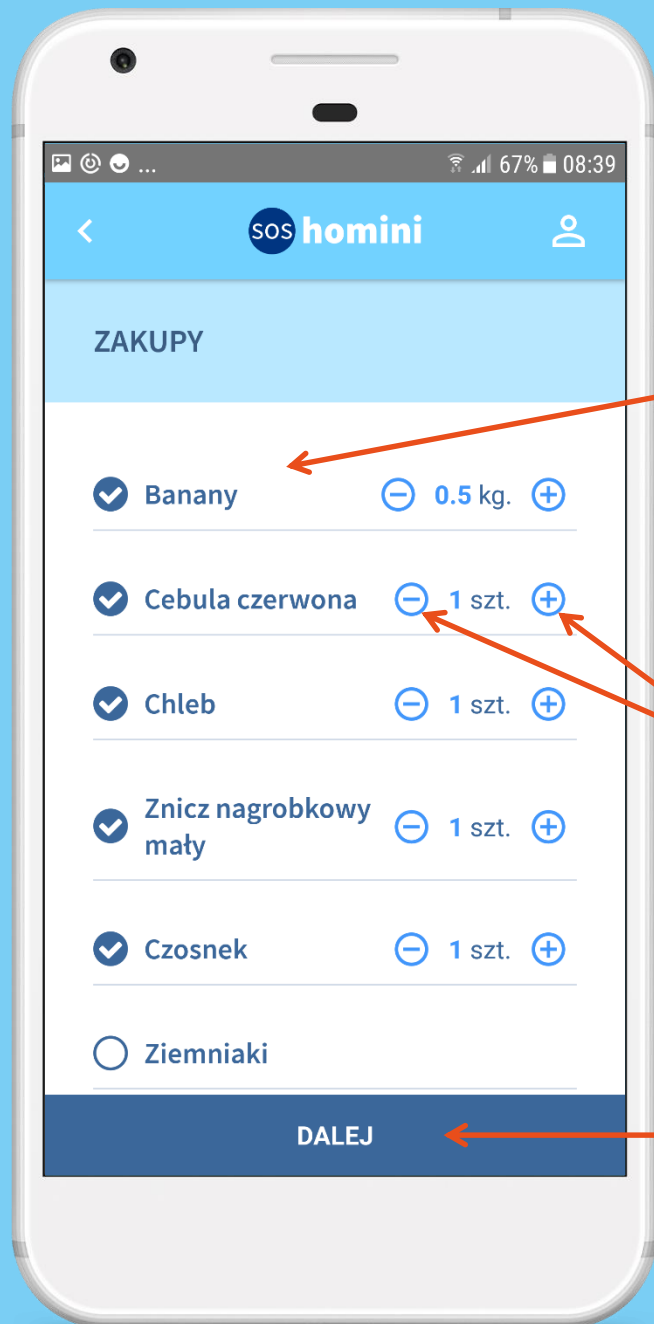 ... 67% 08:39
SOS homini
ZAKUPY
Banany 0.5 kg.
Cebula czerwona 1 szt.
Chleb 1 szt.
Znicz nagrobkowy
mały 1 szt.
Czosnek 1 szt.
Ziemniaki
DALEJ